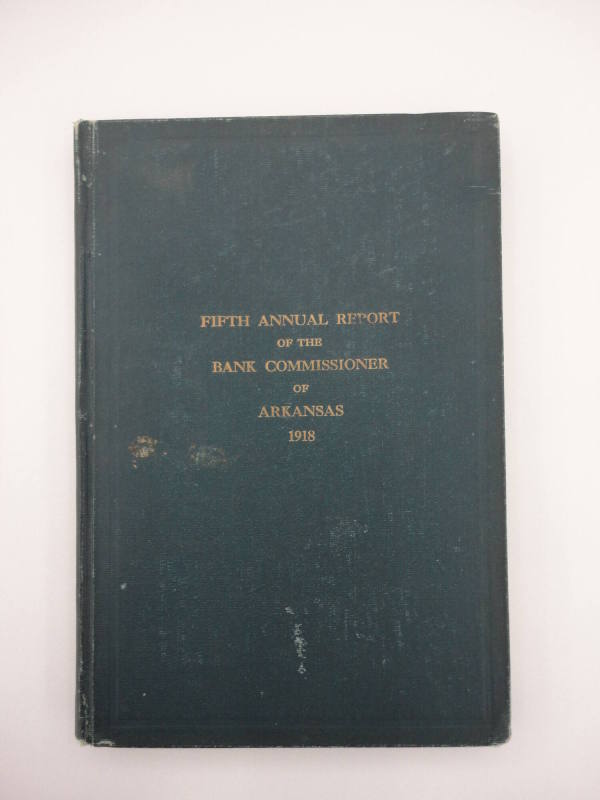 FIFTH ANNUAL REPORT
OF THE
BANK COMMISSIONER
OF
ARKANSAS
1918